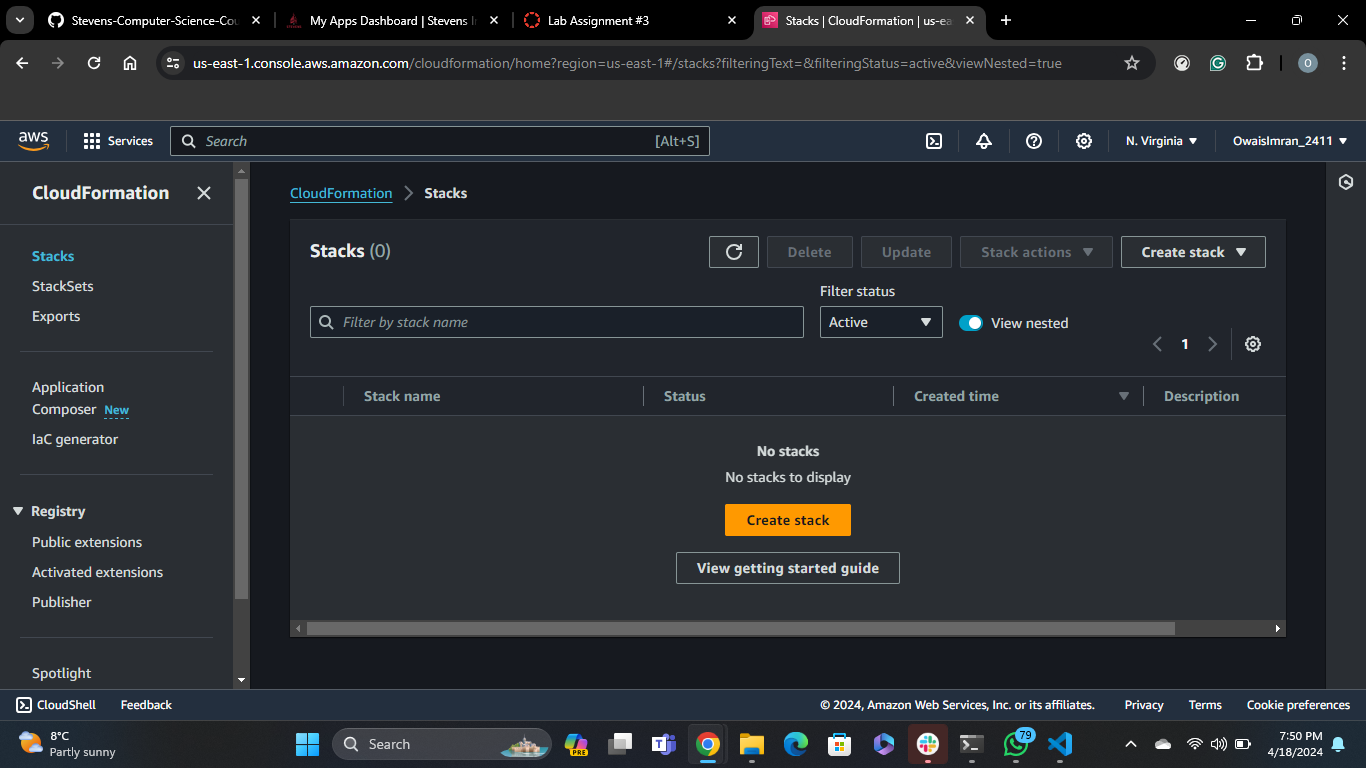 Stevens-Computer-Science-Cou
My Apps Dashboard | Stevens I
Lab Assignment #3
Stacks | CloudFormation | us-ea
us-east-1.console.aws.amazon.com/cloudformation/home?region=us-east-1#/stacks?filteringText=&filteringStatus=active&viewNested=true
O
aws
Services
Search
[Alt+S]
N. Virginia
OwaisImran_2411
CloudFormation
Stacks
StackSets
Exports
Application
Composer New
IaC generator
Registry
Public extensions
Activated extensions
Publisher
Spotlight
CloudFormation
Stacks
Stacks (0)
Delete
Update
Stack actions
Create stack
Filter status
Filter by stack name
Active
View nested
1
Stack name
Status
Created time
Description
No stacks
No stacks to display
Create stack
View getting started guide
CloudShell
Feedback
© 2024, Amazon Web Services, Inc. or its affiliates.
Privacy
Terms
Cookie preferences
8°C
Partly sunny
Search
PRE
79
7:50 PM
4/18/2024